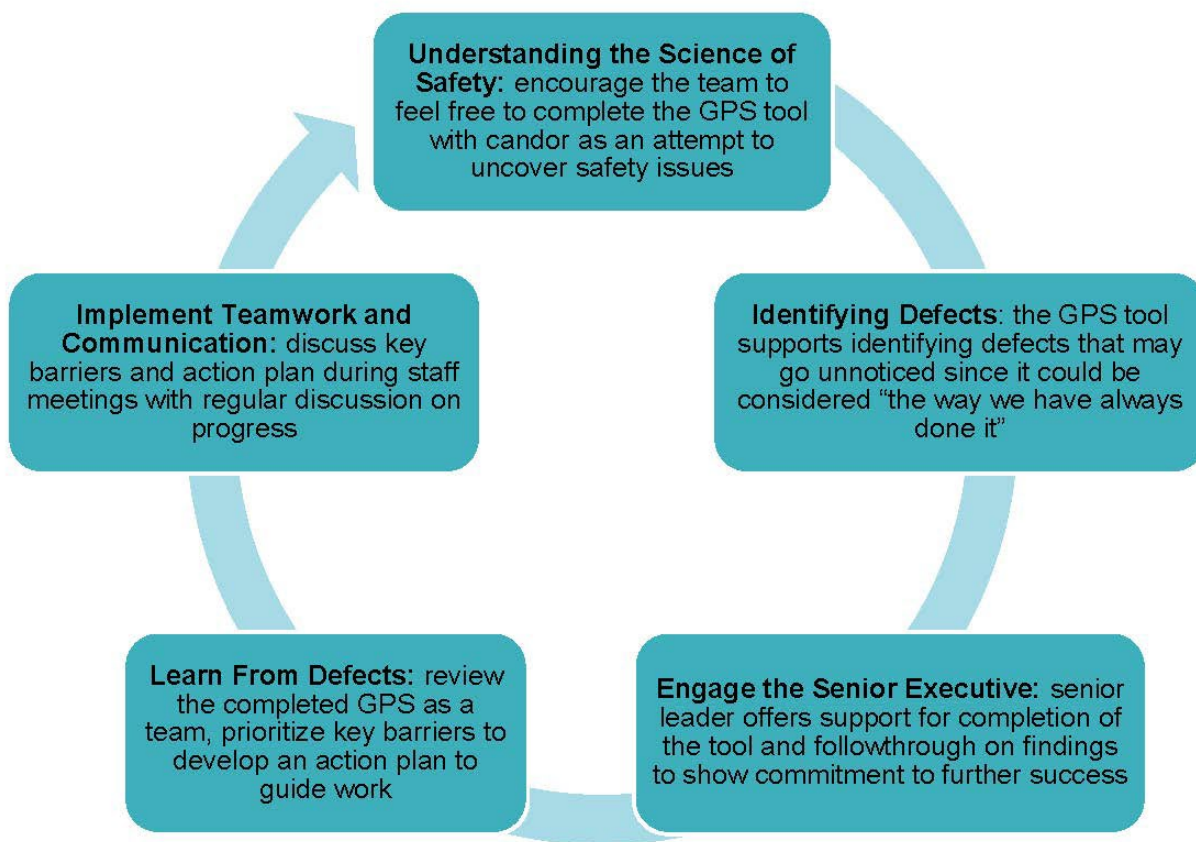 Understanding the Science of
Safety: encourage the team to
feel free to complete the GPS tool
with candor as an attempt to
uncover safety issues
Identifying Defects: the GPS tool
supports identifying defects that may
go unnoticed since it could be
considered “the way we have always
done it”
Engage the Senior Executive: senior
leader offers support for completion of
the tool and followthrough on findings
to show commitment to further success
Learn From Defects: review
the completed GPS as a
team, prioritize key barriers to
develop an action plan to
guide work
Implement Teamwork and
Communication: discuss key
barriers and action plan during staff
meetings with regular discussion on
progress